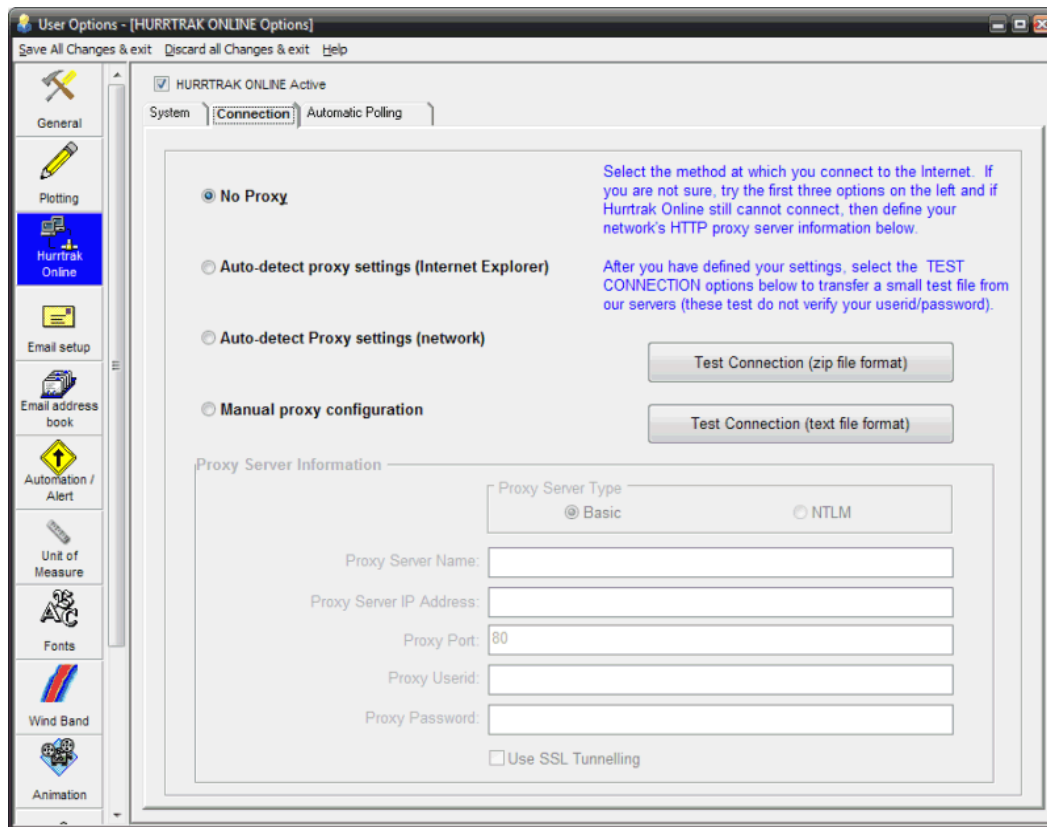 User Options - [HURRTRAK ONLINE Options]
Save All Changes & exit Discard all Changes & exit Help
General
Plotting
Hurrtrak
Online
Email setup
Email address
book
Automation /
Alert
Unit of
Measure
Fonts
Wind Band
Animation
HURRTRAK ONLINE Active
System Connection Automatic Polling
No Proxy
Auto-detect proxy settings (Internet Explorer)
Auto-detect Proxy settings (network)
Manual proxy configuration
Select the method at which you connect to the Internet. If
you are not sure, try the first three options on the left and if
Hurrtrak Online still cannot connect, then define your
network's HTTP proxy server information below.
After you have defined your settings, select the TEST
CONNECTION options below to transfer a small test file from
our servers (these test do not verify your userid/password).
Test Connection (zip file format)
Test Connection (text file format)
Proxy Server Information
Proxy Server Type
Basic NTLM
Proxy Server Name:
Proxy Server IP Address:
Proxy Port: 80
Proxy Userid:
Proxy Password:
Use SSL Tunnelling